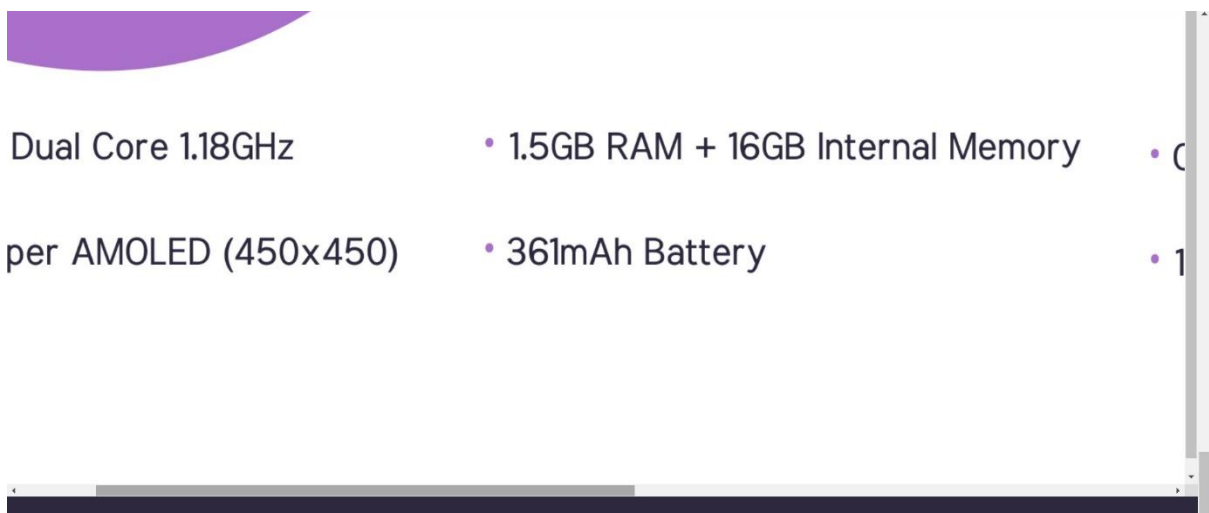 Dual Core 1.18GHz
• 1.5GB RAM + 16GB Internal Memory
per AMOLED (450x450)
• 361mAh Battery